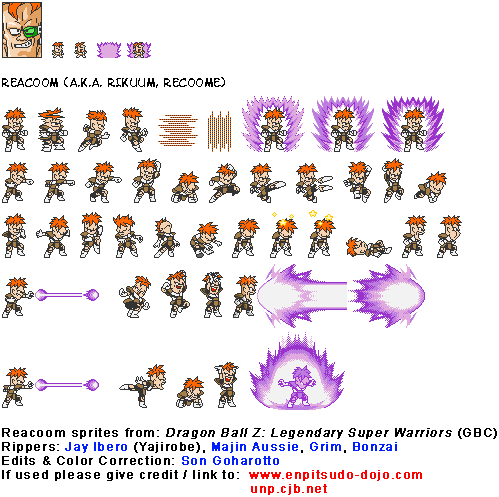 REACOOM (A.K.A. RIKUUM, RECOOME)
Reacoom sprites from: Dragon Ball Z: Legendary Super Warriors (GBC)
Rippers: Jay Ibero (Yajirobe), Majin Aussie, Grim, Bonzai
Edits & Color Correction: Son Goharotto
If used please give credit / link to: www.enpitsudo-dojo.com
unp.cjb.net